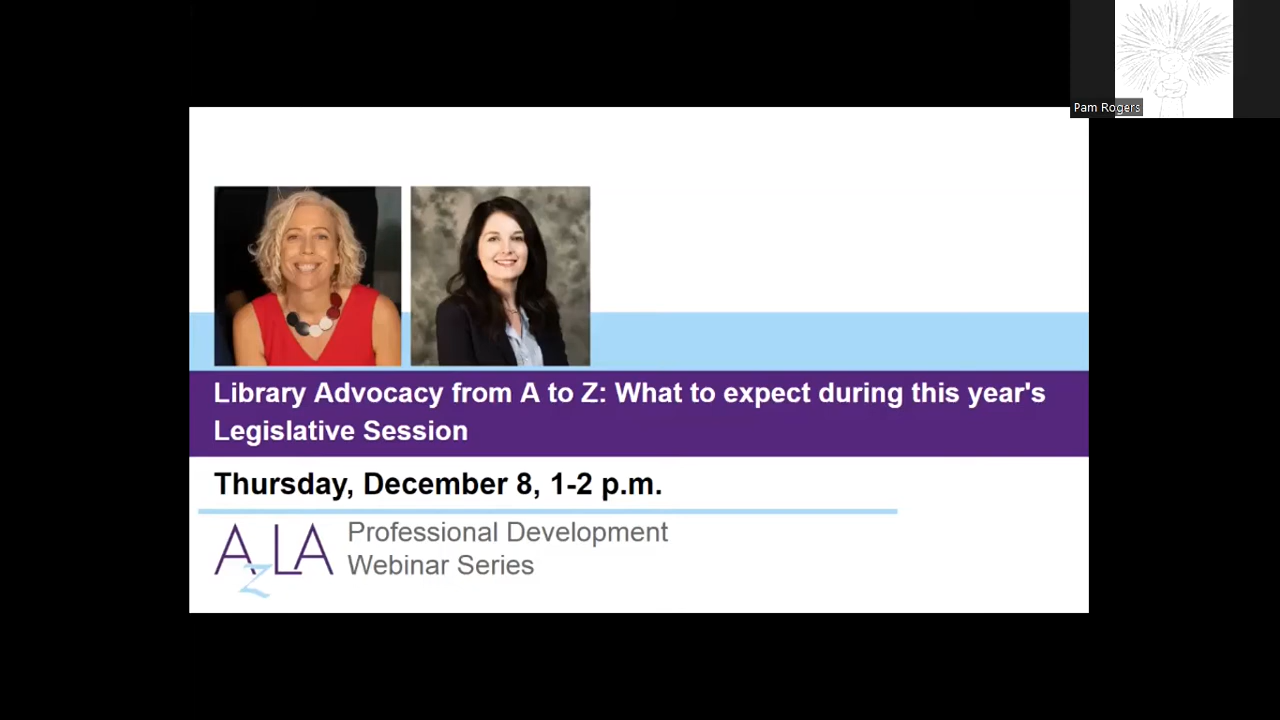 Pam Rogers
Library Advocacy from A to Z: What to expect during this year's
Legislative Session
Thursday, December 8, 1-2 p.m.
AzLA
Professional Development
Webinar Series